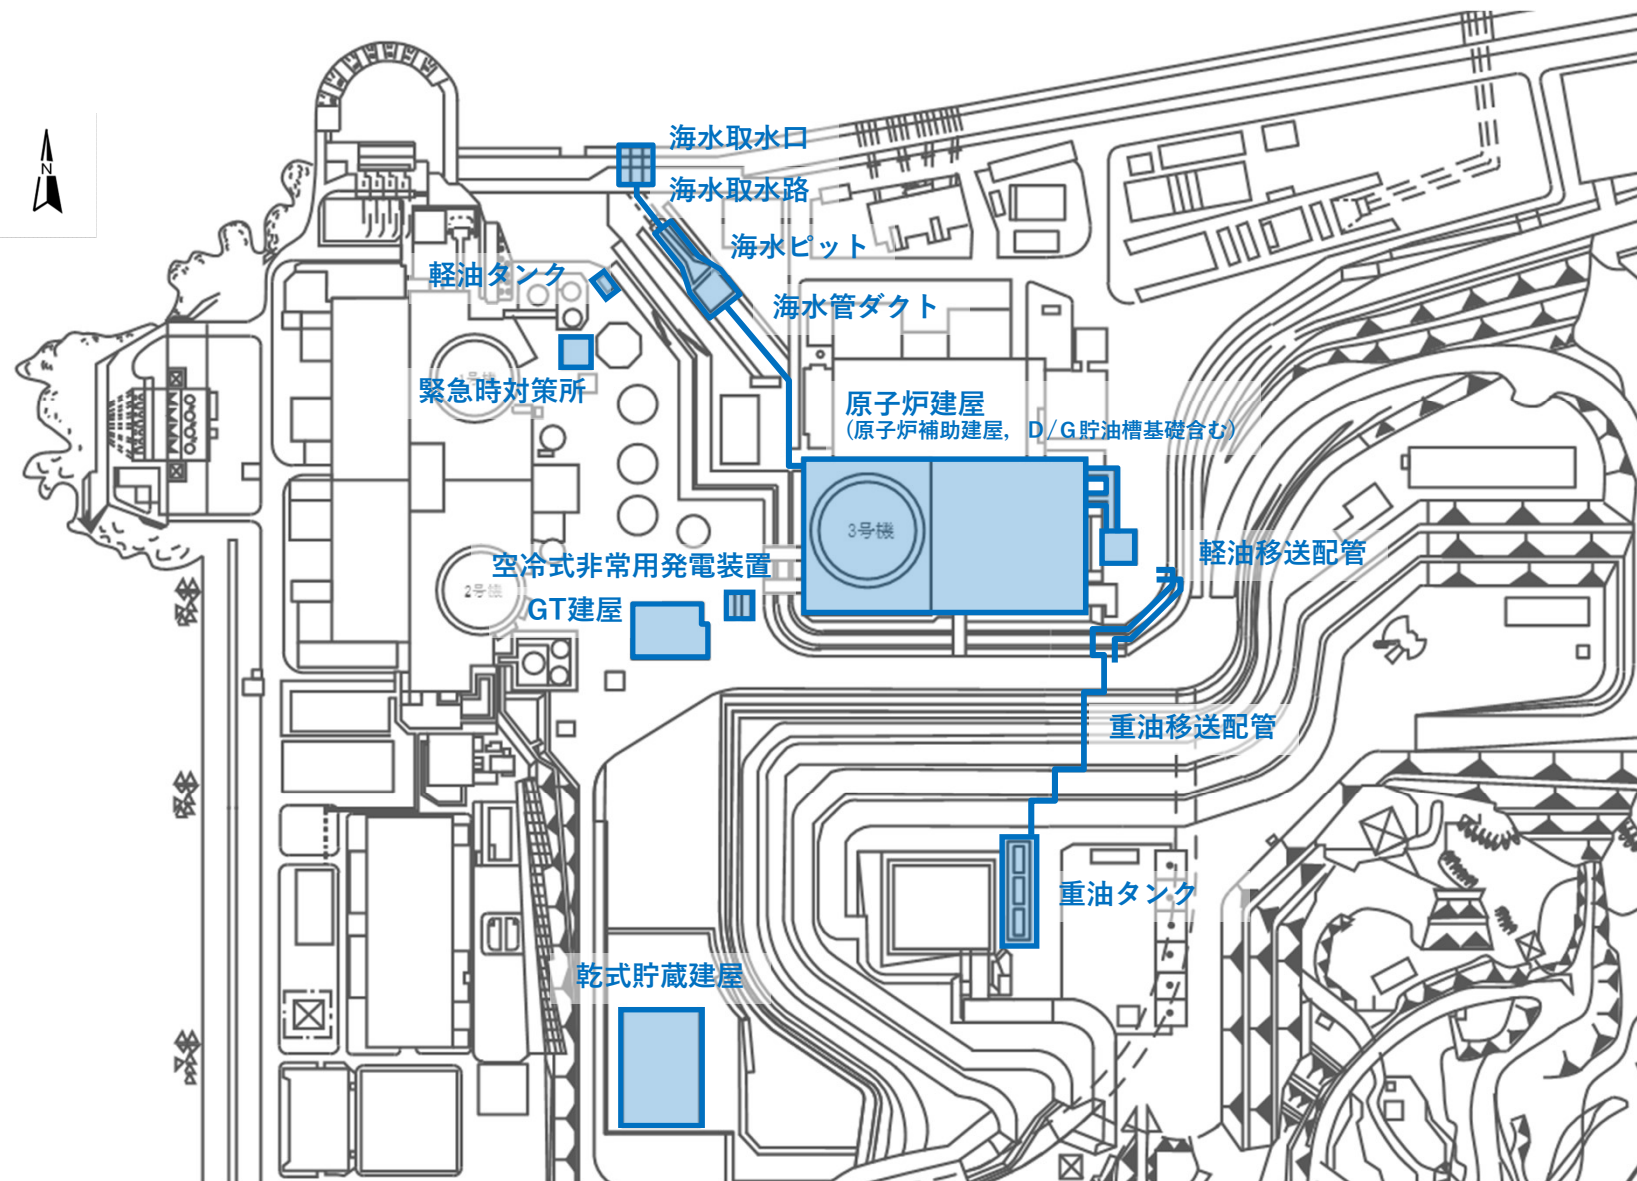 海水取水口
N
海水取水路
海水ピット
軽油タンク
海水管ダクト
1号機
緊急時対策所
原子炉建屋
(原子炉補助建屋, D/G貯油槽基礎含む)
3号機
軽油移送配管
空冷式非常用発電装置
2号機
GT建屋
重油移送配管
重油タンク
乾式貯蔵建屋